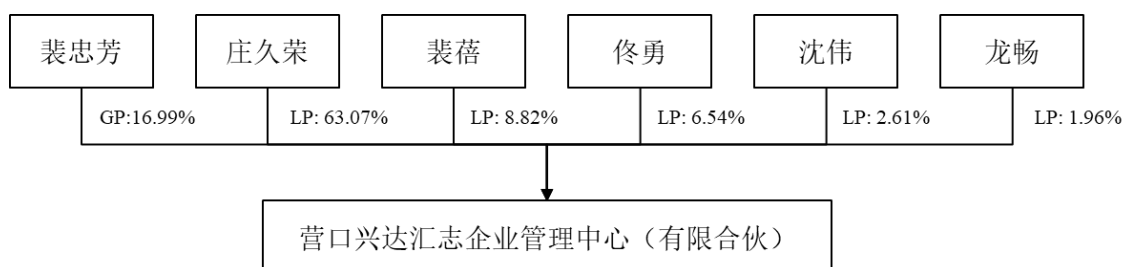 裴忠芳 庄久荣 裴蓓 佟勇 沈伟 龙畅
GP:16.99% LP: 63.07% LP: 8.82% LP: 6.54% LP: 2.61% LP: 1.96%
营口兴达汇志企业管理中心（有限合伙）